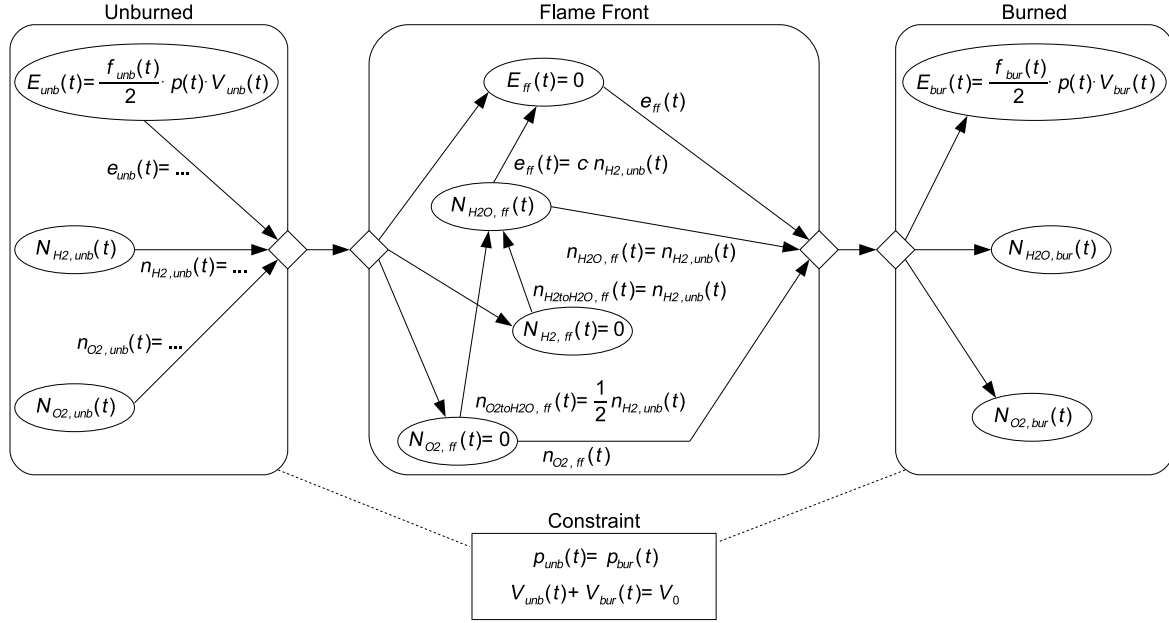 Unburned
Flame Front
Burned
E_unb(t)= f_unb(t)/2 · p(t)·V_unb(t)
E_ff(t)= 0
E_bur(t)= f_bur(t)/2 · p(t)·V_bur(t)
e_ff(t)
e_unb(t)= ...
e_ff(t)= c n_H2,unb(t)
N_H2O,ff(t)
N_H2,unb(t)
n_H2,unb(t)= ...
n_H2O,ff(t)= n_H2,unb(t)
N_H2O,bur(t)
n_H2toH2O,ff(t)= n_H2,unb(t)
N_H2,ff(t)= 0
n_O2,unb(t)= ...
N_O2,unb(t)
n_O2toH2O,ff(t)= 1/2 n_H2,unb(t)
N_O2,ff(t)= 0
n_O2,ff(t)
N_O2,bur(t)
Constraint
p_unb(t)= p_bur(t)
V_unb(t)+ V_bur(t)= V_0